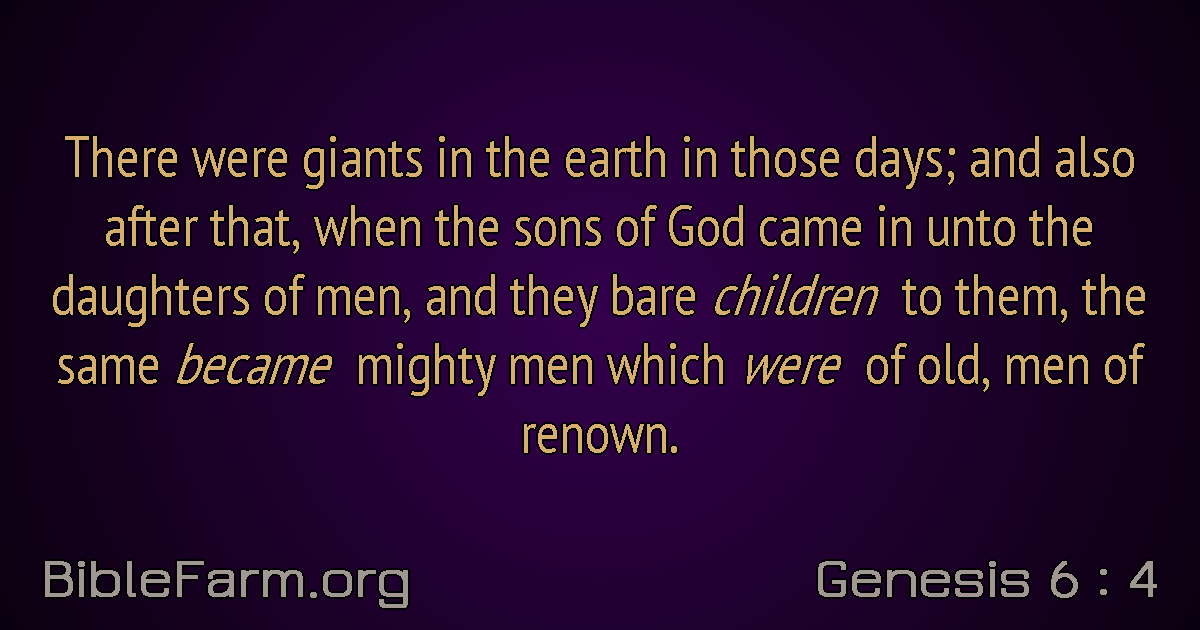 There were giants in the earth in those days; and also
after that, when the sons of God came in unto the
daughters of men, and they bare children to them, the
same became mighty men which were of old, men of
renown.
BibleFarm.org
Genesis 6 : 4